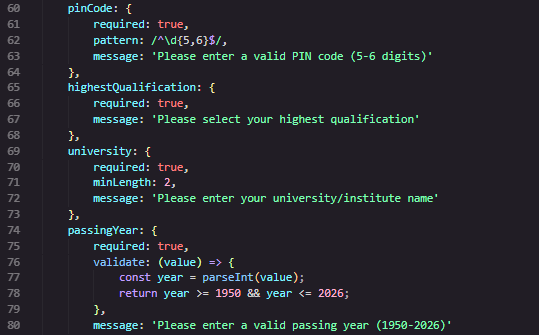 60 pinCode: {
61 required: true,
62 pattern: /^\d{5,6}$/,
63 message: 'Please enter a valid PIN code (5-6 digits)'
64 },
65 highestQualification: {
66 required: true,
67 message: 'Please select your highest qualification'
68 },
69 university: {
70 required: true,
71 minLength: 2,
72 message: 'Please enter your university/institute name'
73 },
74 passingYear: {
75 required: true,
76 validate: (value) => {
77 const year = parseInt(value);
78 return year >= 1950 && year <= 2026;
79 },
80 message: 'Please enter a valid passing year (1950-2026)'